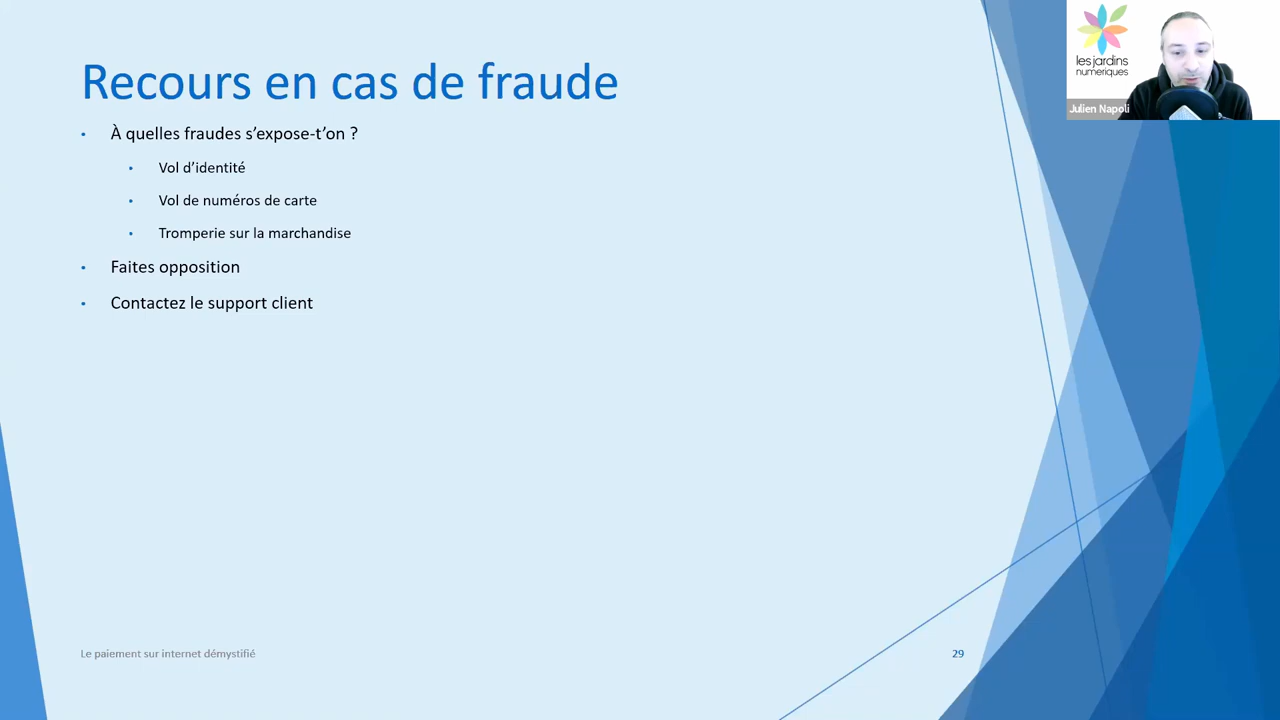 Recours en cas de fraude
À quelles fraudes s’expose-t’on ?
Vol d’identité
Vol de numéros de carte
Tromperie sur la marchandise
Faites opposition
Contactez le support client
Le paiement sur internet démystifié
29
les jardins
numeriques
Julien Napoli